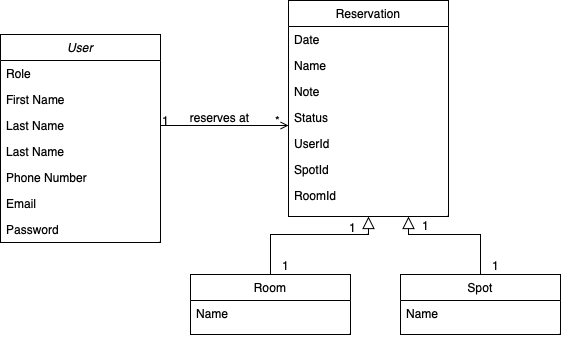 User
Role
First Name
Last Name
Last Name
Phone Number
Email
Password
1 reserves at *
Reservation
Date
Name
Note
Status
UserId
SpotId
RoomId
1
1
1
1
Room
Name
Spot
Name